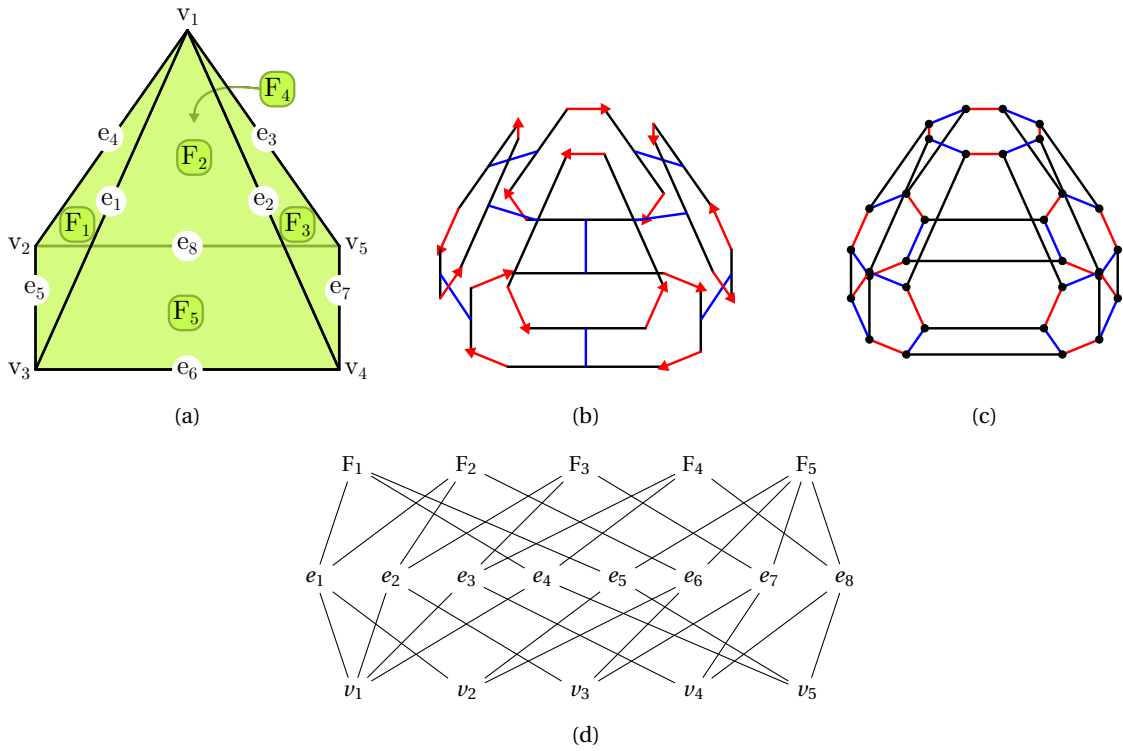 v1
F4
e4 e3
F2
e1 e2
F1 F3
v2 e8 v5
e5 e7
F5
v3 e6 v4
(a) (b) (c)
F1 F2 F3 F4 F5
e1 e2 e3 e4 e5 e6 e7 e8
v1 v2 v3 v4 v5
(d)